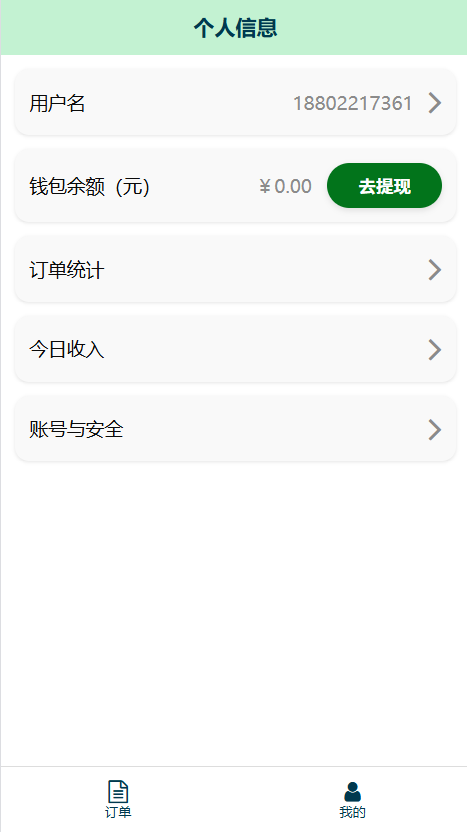 个人信息
用户名 18802217361
钱包余额（元） ￥0.00 去提现
订单统计
今日收入
账号与安全
订单 我的